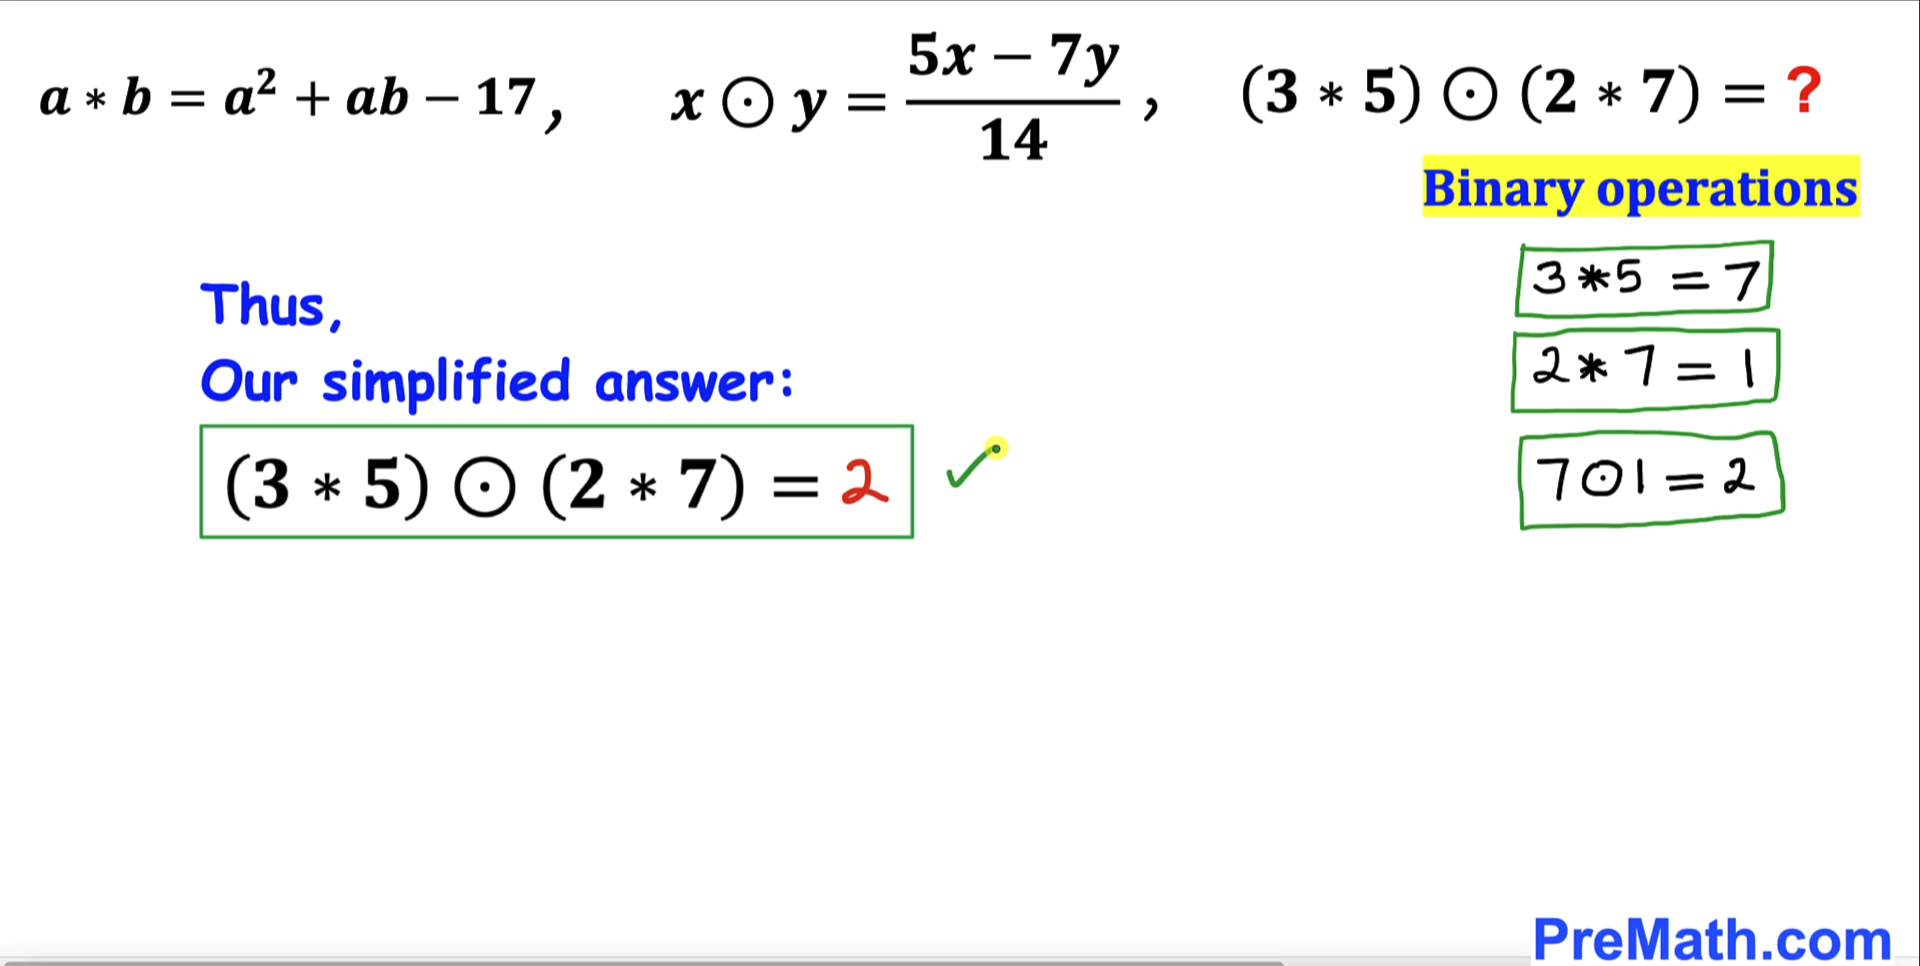 a * b = a² + ab − 17, x ⊙ y = (5x − 7y)/14, (3 * 5) ⊙ (2 * 7) = ?
Binary operations
3 * 5 = 7
2 * 7 = 1
7 ⊙ 1 = 2
Thus,
Our simplified answer:
(3 * 5) ⊙ (2 * 7) = 2
PreMath.com